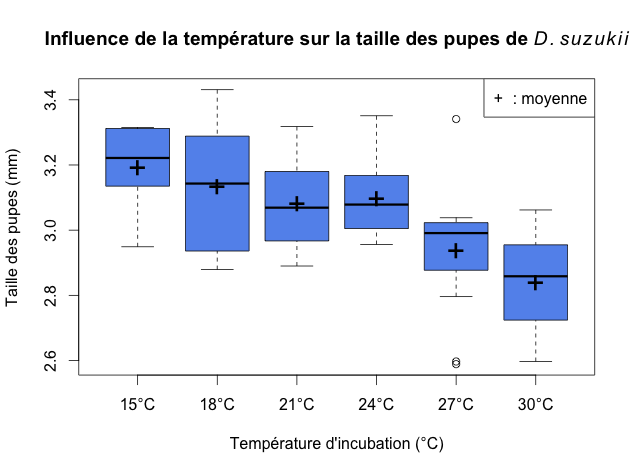 Influence de la température sur la taille des pupes de D. suzukii
+ : moyenne
3.4
3.2
3.0
2.8
2.6
Taille des pupes (mm)
15°C 18°C 21°C 24°C 27°C 30°C
Température d'incubation (°C)